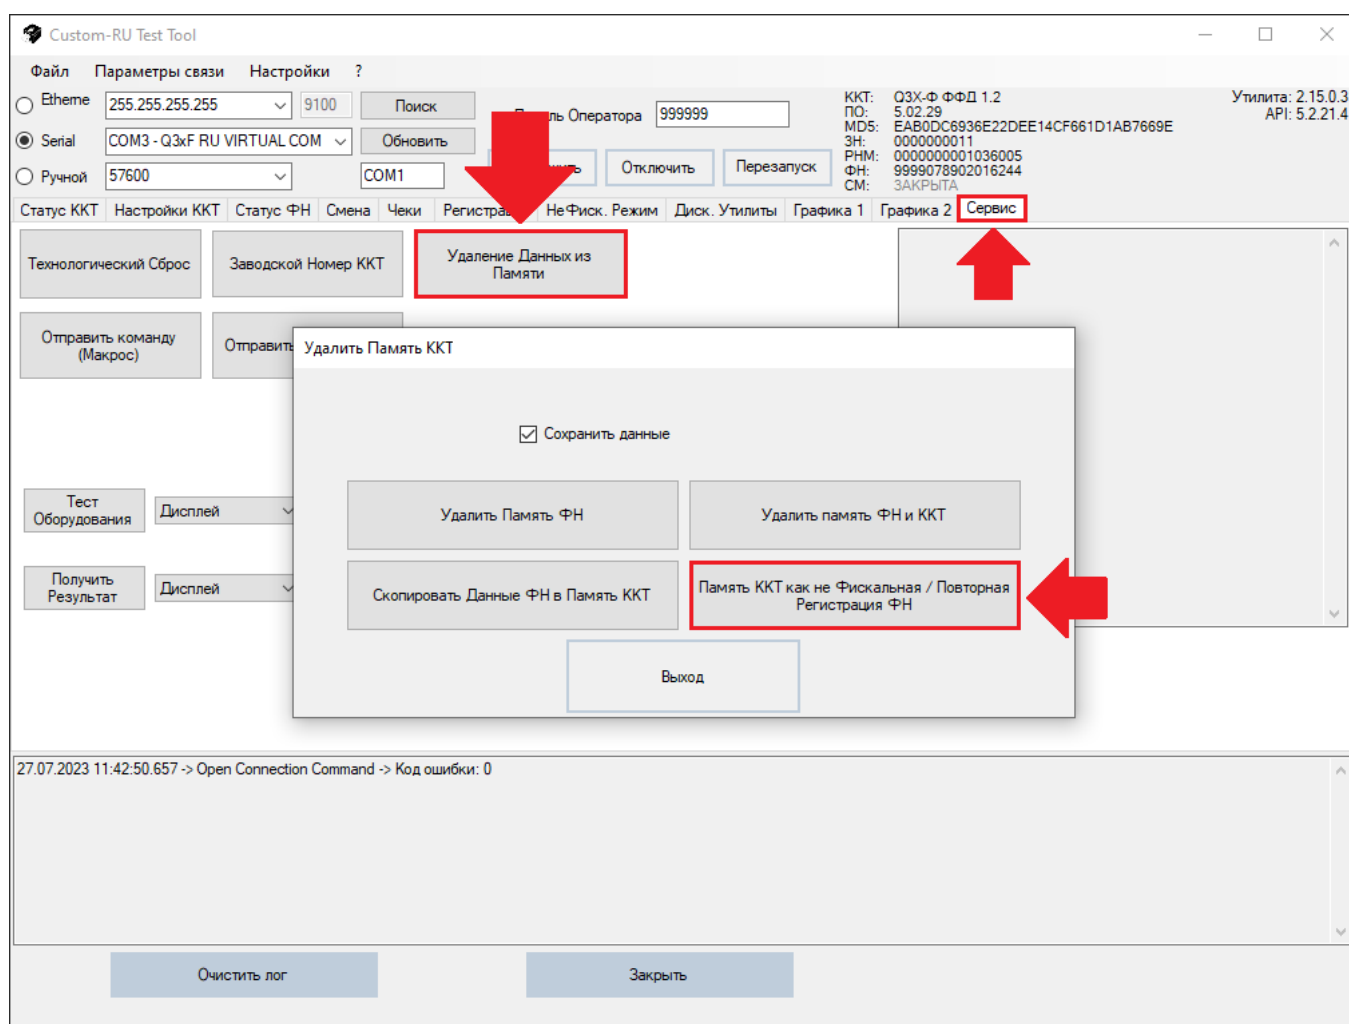 Custom-RU Test Tool
Файл Параметры связи Настройки ?
Etheme 255.255.255.255 9100 Поиск
Serial COM3 - Q3xF RU VIRTUAL COM Обновить
Ручной 57600 COM1
ль Оператора 999999
Отключить Перезапуск
ККТ: Q3X-Ф ФФД 1.2
ПО: 5.02.29
MD5: EAB0DC6936E22DEE14CF661D1AB7669E
ЗН: 0000000011
РНМ: 0000000001036005
ФН: 9999078902016244
СМ: ЗАКРЫТА
Утилита: 2.15.0.3
API: 5.2.21.4
Статус ККТ Настройки ККТ Статус ФН Смена Чеки Регистра НеФиск. Режим Диск. Утилиты Графика 1 Графика 2 Сервис
Технологический Сброс
Заводской Номер ККТ
Удаление Данных из
Памяти
Отправить команду
(Макрос)
Отправить
Удалить Память ККТ
Сохранить данные
Тест
Оборудования
Дисплей
Удалить Память ФН
Удалить память ФН и ККТ
Получить
Результат
Дисплей
Скопировать Данные ФН в Память ККТ
Память ККТ как не Фискальная / Повторная
Регистрация ФН
Выход
27.07.2023 11:42:50.657 -> Open Connection Command -> Код ошибки: 0
Очистить лог
Закрыть